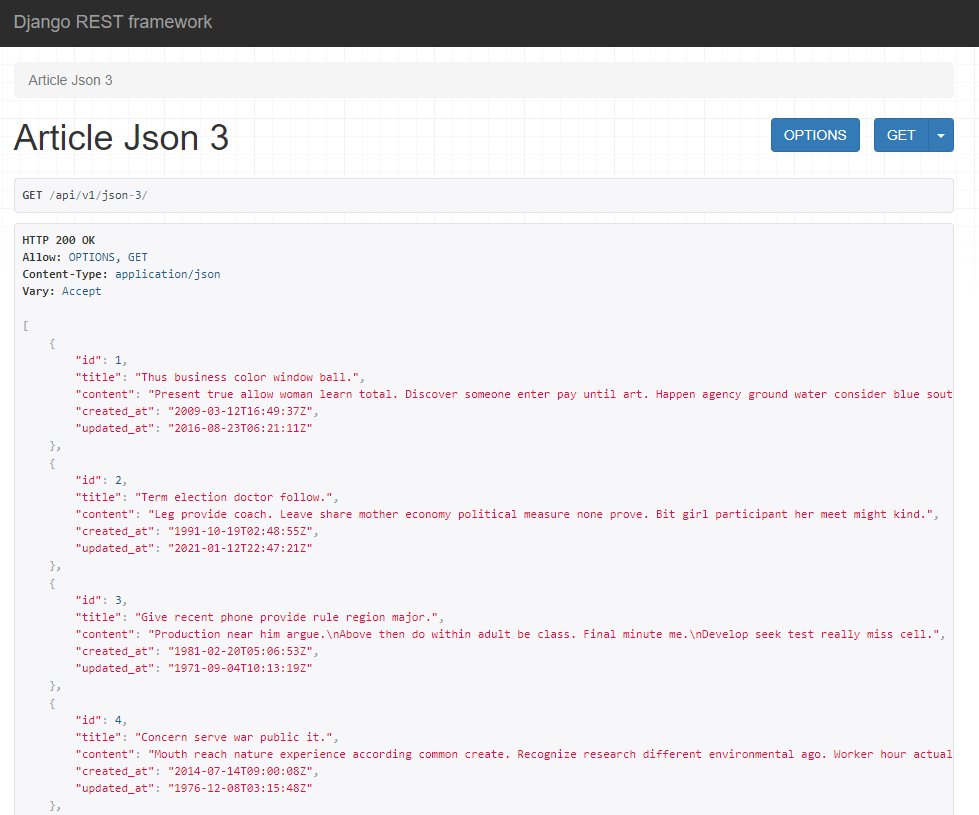 Django REST framework
Article Json 3
Article Json 3
OPTIONS
GET
GET /api/v1/json-3/
HTTP 200 OK
Allow: OPTIONS, GET
Content-Type: application/json
Vary: Accept
[
{
"id": 1,
"title": "Thus business color window ball.",
"content": "Present true allow woman learn total. Discover someone enter pay until art. Happen agency ground water consider blue sout
"created_at": "2009-03-12T16:49:37Z",
"updated_at": "2016-08-23T06:21:11Z"
},
{
"id": 2,
"title": "Term election doctor follow.",
"content": "Leg provide coach. Leave share mother economy political measure none prove. Bit girl participant her meet might kind.",
"created_at": "1991-10-19T02:48:55Z",
"updated_at": "2021-01-12T22:47:21Z"
},
{
"id": 3,
"title": "Give recent phone provide rule region major.",
"content": "Production near him argue.\nAbove then do within adult be class. Final minute me.\nDevelop seek test really miss cell.",
"created_at": "1981-02-20T05:06:53Z",
"updated_at": "1971-09-04T10:13:19Z"
},
{
"id": 4,
"title": "Concern serve war public it.",
"content": "Mouth reach nature experience according common create. Recognize research different environmental ago. Worker hour actual
"created_at": "2014-07-14T09:00:08Z",
"updated_at": "1976-12-08T03:15:48Z"
},